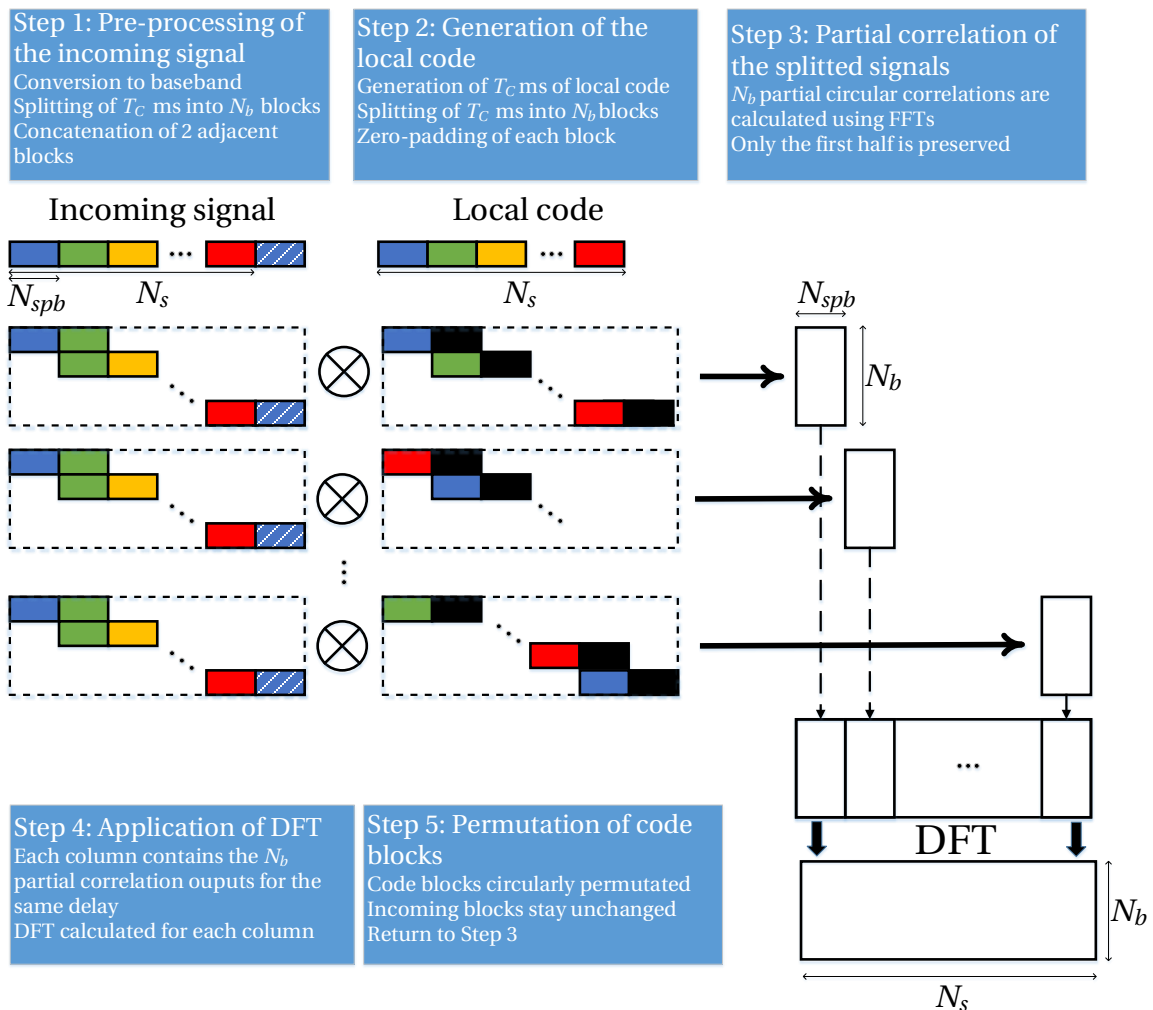 Step 1: Pre-processing of
the incoming signal
Conversion to baseband
Splitting of T_C ms into N_b blocks
Concatenation of 2 adjacent
blocks
Step 2: Generation of the
local code
Generation of T_C ms of local code
Splitting of T_C ms into N_b blocks
Zero-padding of each block
Step 3: Partial correlation of
the splitted signals
N_b partial circular correlations are
calculated using FFTs
Only the first half is preserved
Incoming signal
Local code
...
...
N_spb
N_s
N_s
N_spb
N_b
...
Step 4: Application of DFT
Each column contains the N_b
partial correlation ouputs for the
same delay
DFT calculated for each column
Step 5: Permutation of code
blocks
Code blocks circularly permutated
Incoming blocks stay unchanged
Return to Step 3
DFT
N_b
N_s